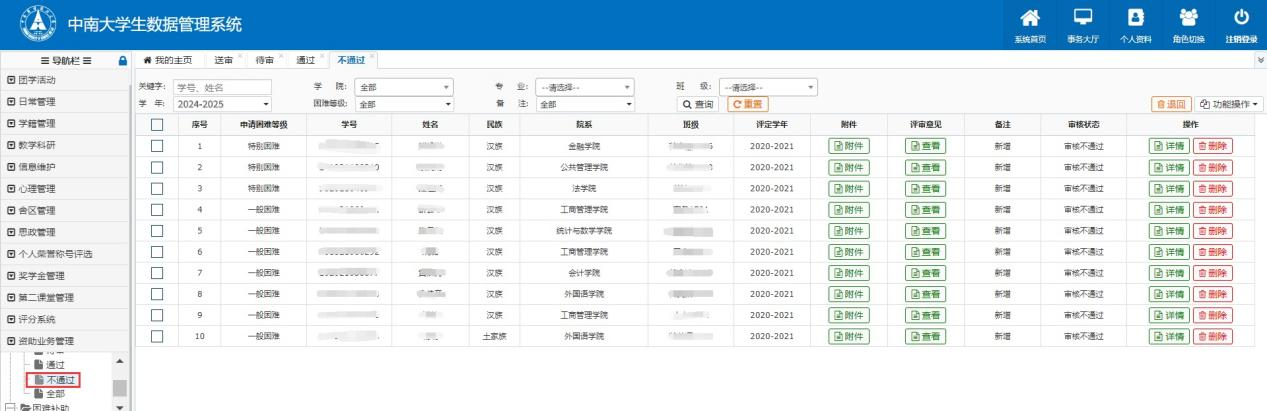 中南大学生数据管理系统
系统首页 事务大厅 个人资料 角色切换 注销登录
导航栏
我的主页 送审 待审 通过 不通过
关键字: 学号、姓名 学 院: 全部 专 业: --请选择-- 班 级: --请选择--
学 年: 2024-2025 困难等级: 全部 备 注: 全部 查询 重置 退回 功能操作
序号 申请困难等级 学号 姓名 民族 院系 班级 评定学年 附件 评审意见 备注 审核状态 操作
1 特别困难 汉族 金融学院 2020-2021 附件 查看 新增 审核不通过 详情 删除
2 特别困难 汉族 公共管理学院 2020-2021 附件 查看 新增 审核不通过 详情 删除
3 特别困难 汉族 法学院 2020-2021 附件 查看 新增 审核不通过 详情 删除
4 一般困难 汉族 工商管理学院 2020-2021 附件 查看 新增 审核不通过 详情 删除
5 一般困难 汉族 统计与数学学院 2020-2021 附件 查看 新增 审核不通过 详情 删除
6 一般困难 汉族 工商管理学院 2020-2021 附件 查看 新增 审核不通过 详情 删除
7 一般困难 汉族 会计学院 2020-2021 附件 查看 新增 审核不通过 详情 删除
8 一般困难 汉族 外国语学院 2020-2021 附件 查看 新增 审核不通过 详情 删除
9 一般困难 汉族 工商管理学院 2020-2021 附件 查看 新增 审核不通过 详情 删除
10 一般困难 土家族 外国语学院 2020-2021 附件 查看 新增 审核不通过 详情 删除
团学活动
日常管理
学籍管理
教学科研
信息维护
心理管理
舍区管理
思政管理
个人荣誉称号评选
奖学金管理
第二课堂管理
评分系统
资助业务管理
通过
不通过
全部
困难补助